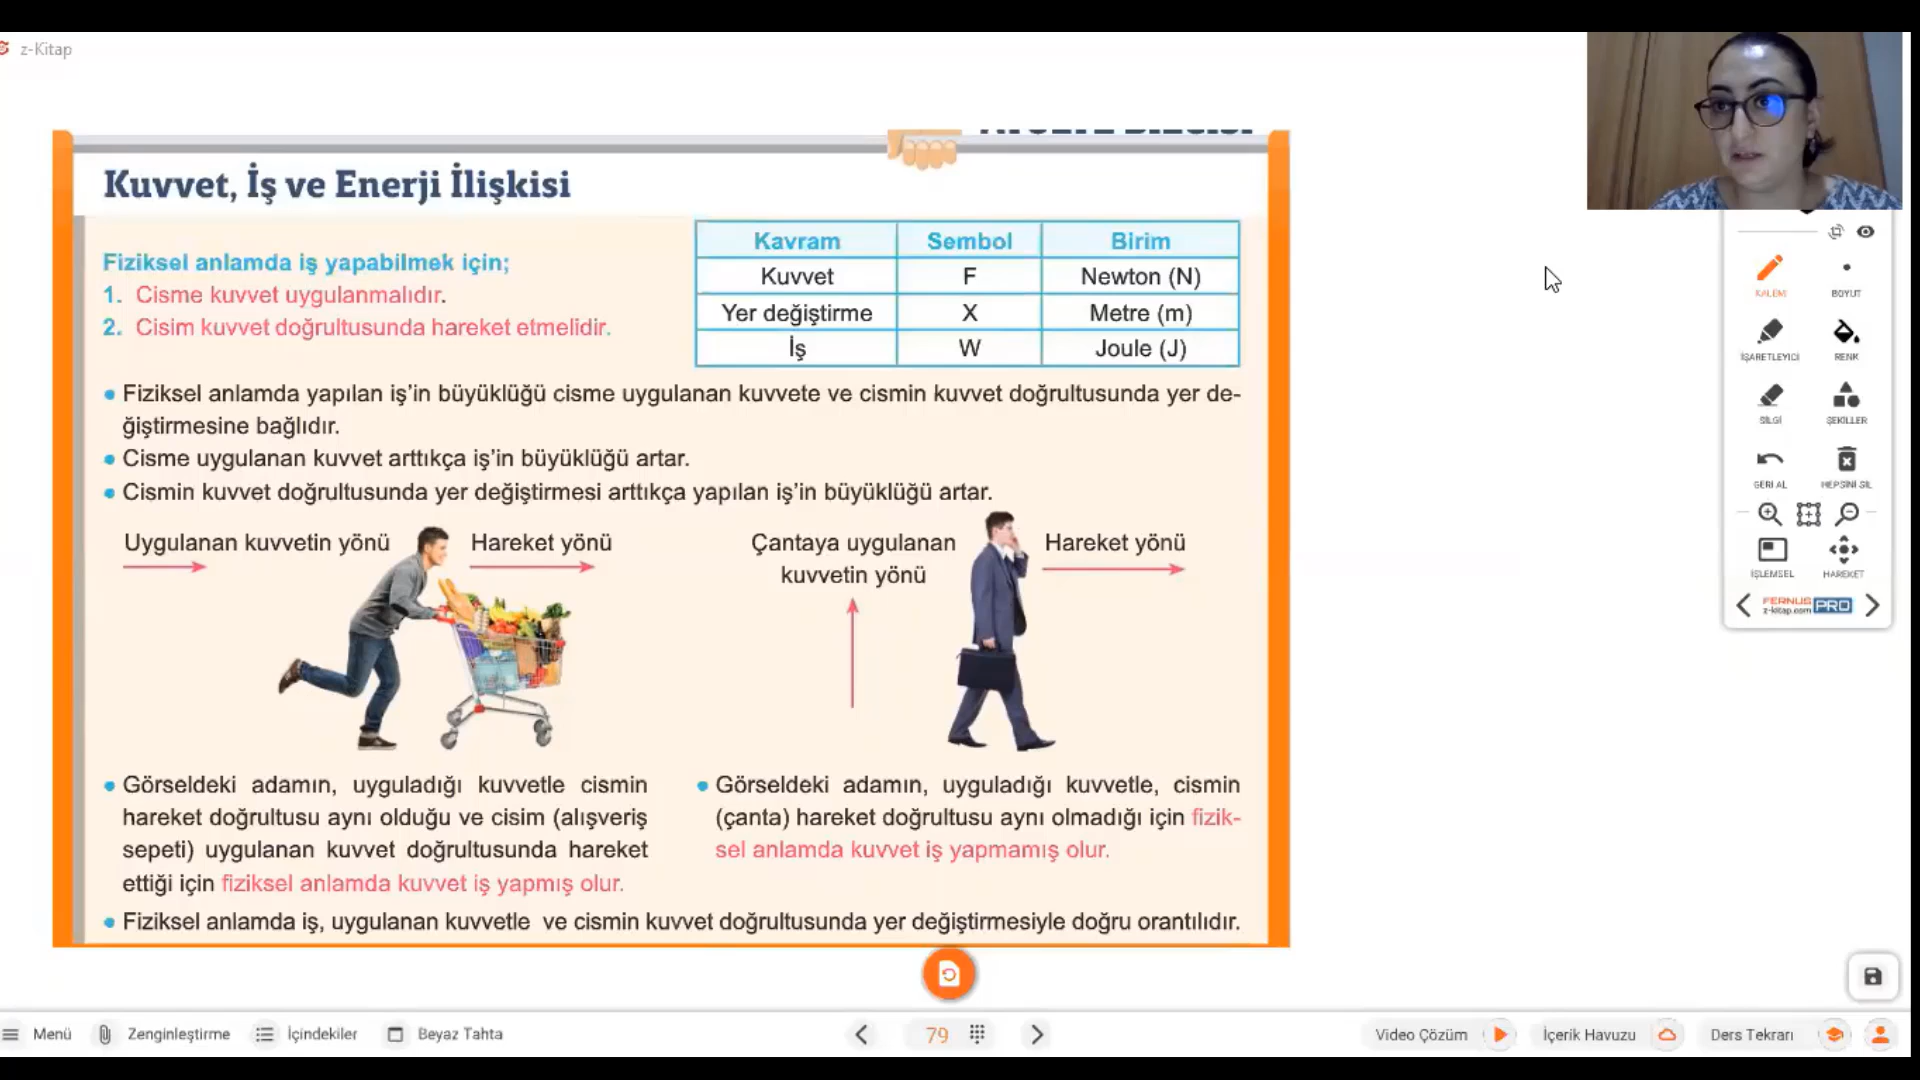 z-Kitap
Kuvvet, İş ve Enerji İlişkisi
Fiziksel anlamda iş yapabilmek için;
1. Cisme kuvvet uygulanmalıdır.
2. Cisim kuvvet doğrultusunda hareket etmelidir.
Kavram Sembol Birim
Kuvvet F Newton (N)
Yer değiştirme X Metre (m)
İş W Joule (J)
• Fiziksel anlamda yapılan iş'in büyüklüğü cisme uygulanan kuvvete ve cismin kuvvet doğrultusunda yer de-
ğiştirmesine bağlıdır.
• Cisme uygulanan kuvvet arttıkça iş'in büyüklüğü artar.
• Cismin kuvvet doğrultusunda yer değiştirmesi arttıkça yapılan iş'in büyüklüğü artar.
Uygulanan kuvvetin yönü
Hareket yönü
Çantaya uygulanan
kuvvetin yönü
Hareket yönü
• Görseldeki adamın, uyguladığı kuvvetle cismin
hareket doğrultusu aynı olduğu ve cisim (alışveriş
sepeti) uygulanan kuvvet doğrultusunda hareket
ettiği için fiziksel anlamda kuvvet iş yapmış olur.
• Görseldeki adamın, uyguladığı kuvvetle, cismin
(çanta) hareket doğrultusu aynı olmadığı için fizik-
sel anlamda kuvvet iş yapmamış olur.
• Fiziksel anlamda iş, uygulanan kuvvetle ve cismin kuvvet doğrultusunda yer değiştirmesiyle doğru orantılıdır.
KALEM BOYUT
İŞARETLEYİCİ RENK
SİLGİ ŞEKİLLER
GERİ AL HEPSİNİ SİL
İŞLEMSEL HAREKET
FERNUS
z-kitap.com PRO
Menü Zenginleştirme İçindekiler Beyaz Tahta 79 Video Çözüm İçerik Havuzu Ders Tekrarı